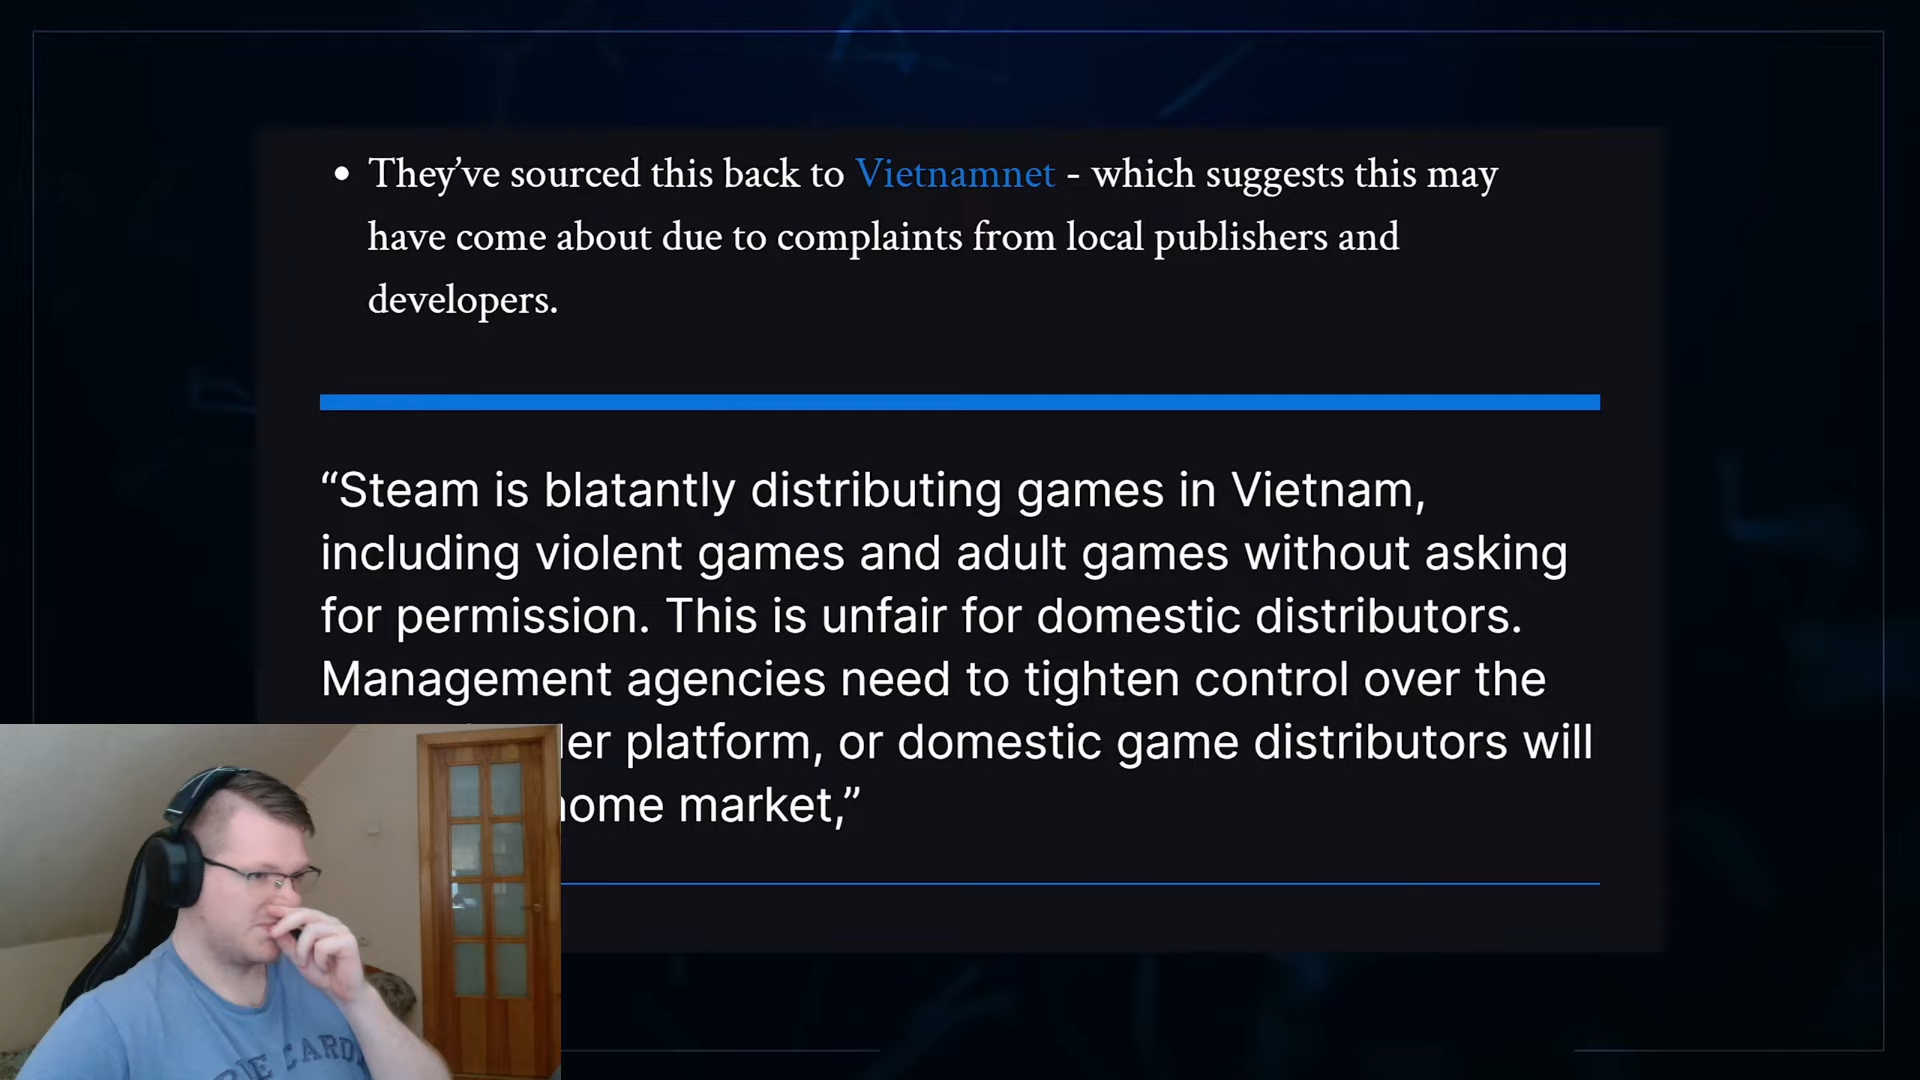 • They’ve sourced this back to Vietnamnet - which suggests this may
have come about due to complaints from local publishers and
developers.
“Steam is blatantly distributing games in Vietnam,
including violent games and adult games without asking
for permission. This is unfair for domestic distributors.
Management agencies need to tighten control over the
platform, or domestic game distributors will
home market,”